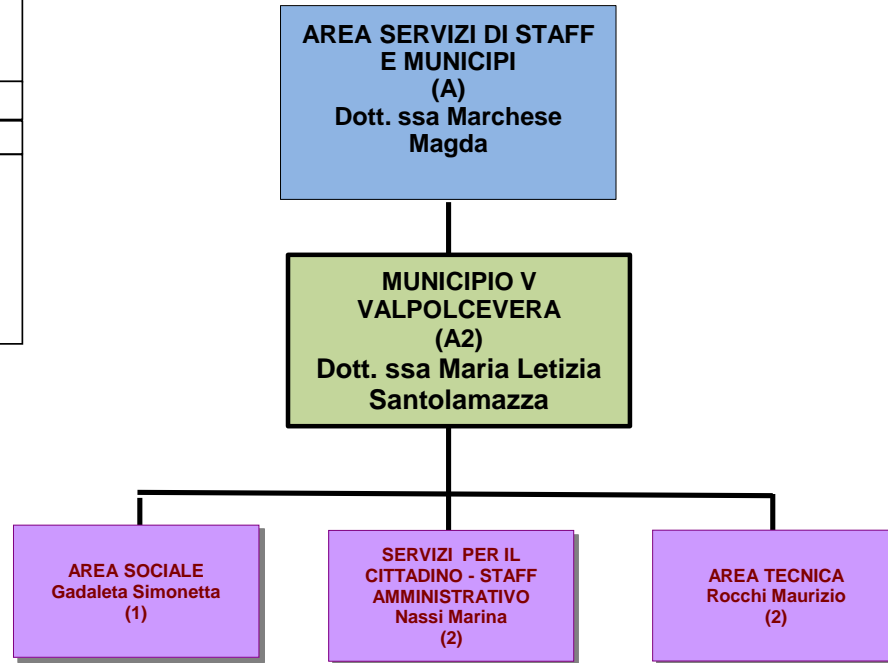 AREA SERVIZI DI STAFF
E MUNICIPI
(A)
Dott. ssa Marchese
Magda
MUNICIPIO V
VALPOLCEVERA
(A2)
Dott. ssa Maria Letizia
Santolamazza
AREA SOCIALE
Gadaleta Simonetta
(1)
SERVIZI PER IL
CITTADINO - STAFF
AMMINISTRATIVO
Nassi Marina
(2)
AREA TECNICA
Rocchi Maurizio
(2)